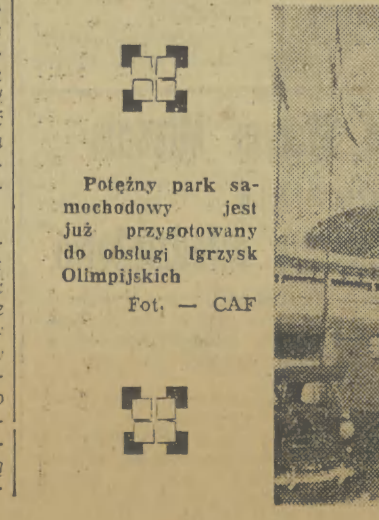 Potężny park sa-
mochodowy jest
już przygotowany
do obsługi Igrzysk
Olimpijskich
Fot. — CAF